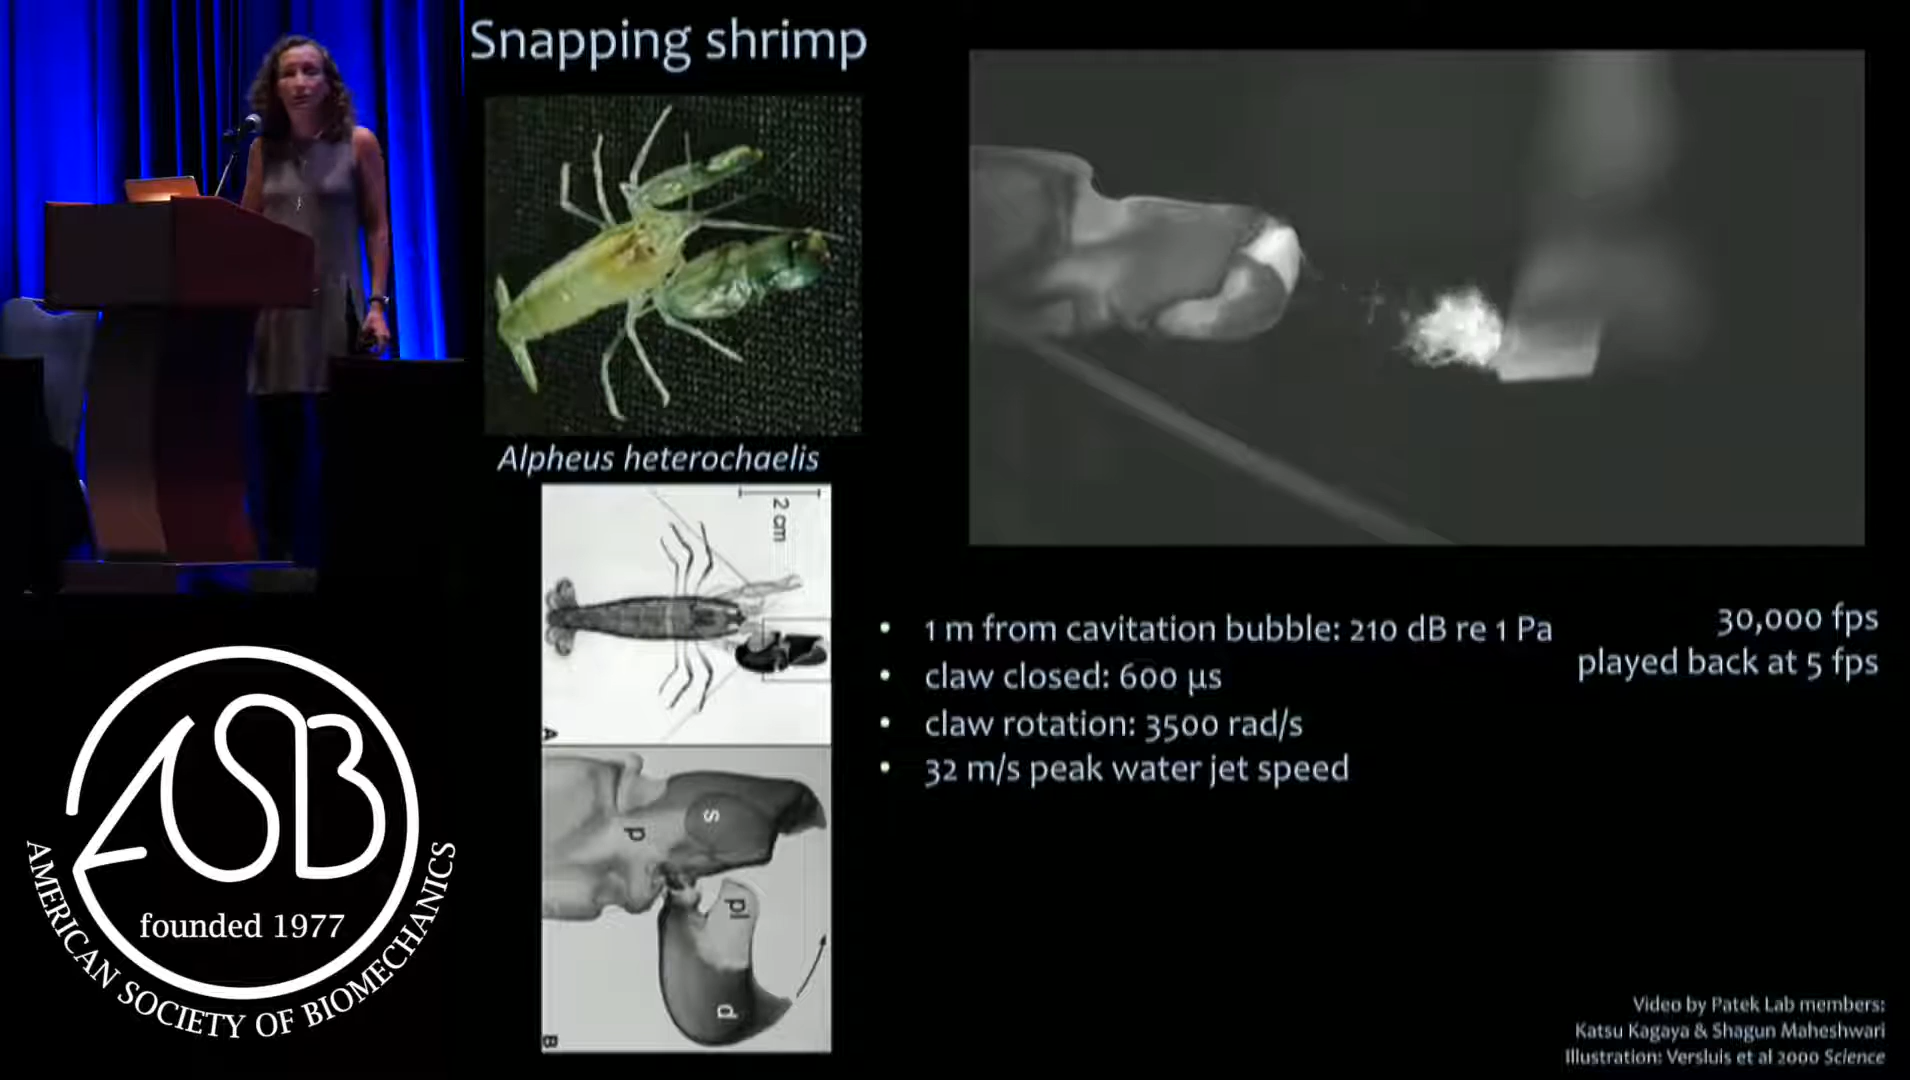 Snapping shrimp
Alpheus heterochaelis
2 cm
A
p
s
pl
d
B
1 m from cavitation bubble: 210 dB re 1 Pa
claw closed: 600 µs
claw rotation: 3500 rad/s
32 m/s peak water jet speed
30,000 fps
played back at 5 fps
Video by Patek Lab members:
Katsu Kagaya & Shagun Maheshwari
Illustration: Versluis et al 2000 Science
ASB
founded 1977
AMERICAN SOCIETY OF BIOMECHANICS